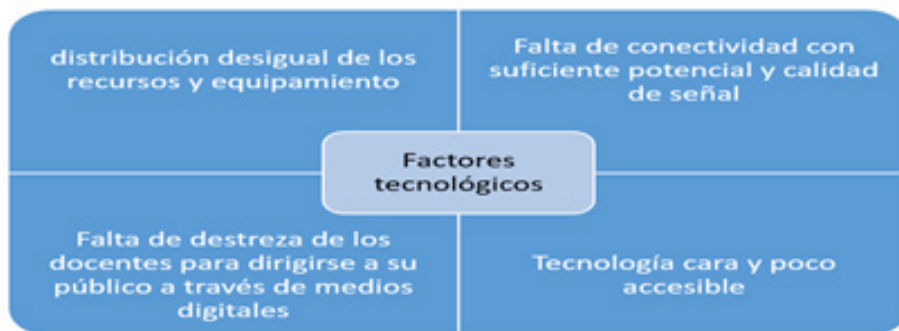 distribución desigual de los
recursos y equipamiento
Falta de conectividad con
suficiente potencial y calidad
de señal
Factores
tecnológicos
Falta de destreza de los
docentes para dirigirse a su
público a través de medios
digitales
Tecnología cara y poco
accesible